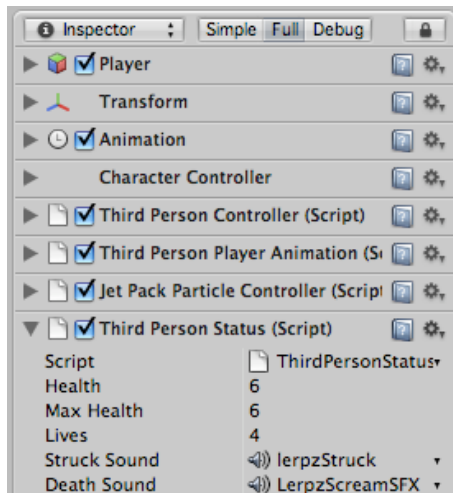 Inspector Simple Full Debug
Player
Transform
Animation
Character Controller
Third Person Controller (Script)
Third Person Player Animation (S
Jet Pack Particle Controller (Script
Third Person Status (Script)
Script ThirdPersonStatus
Health 6
Max Health 6
Lives 4
Struck Sound lerpzStruck
Death Sound LerpzScreamSFX